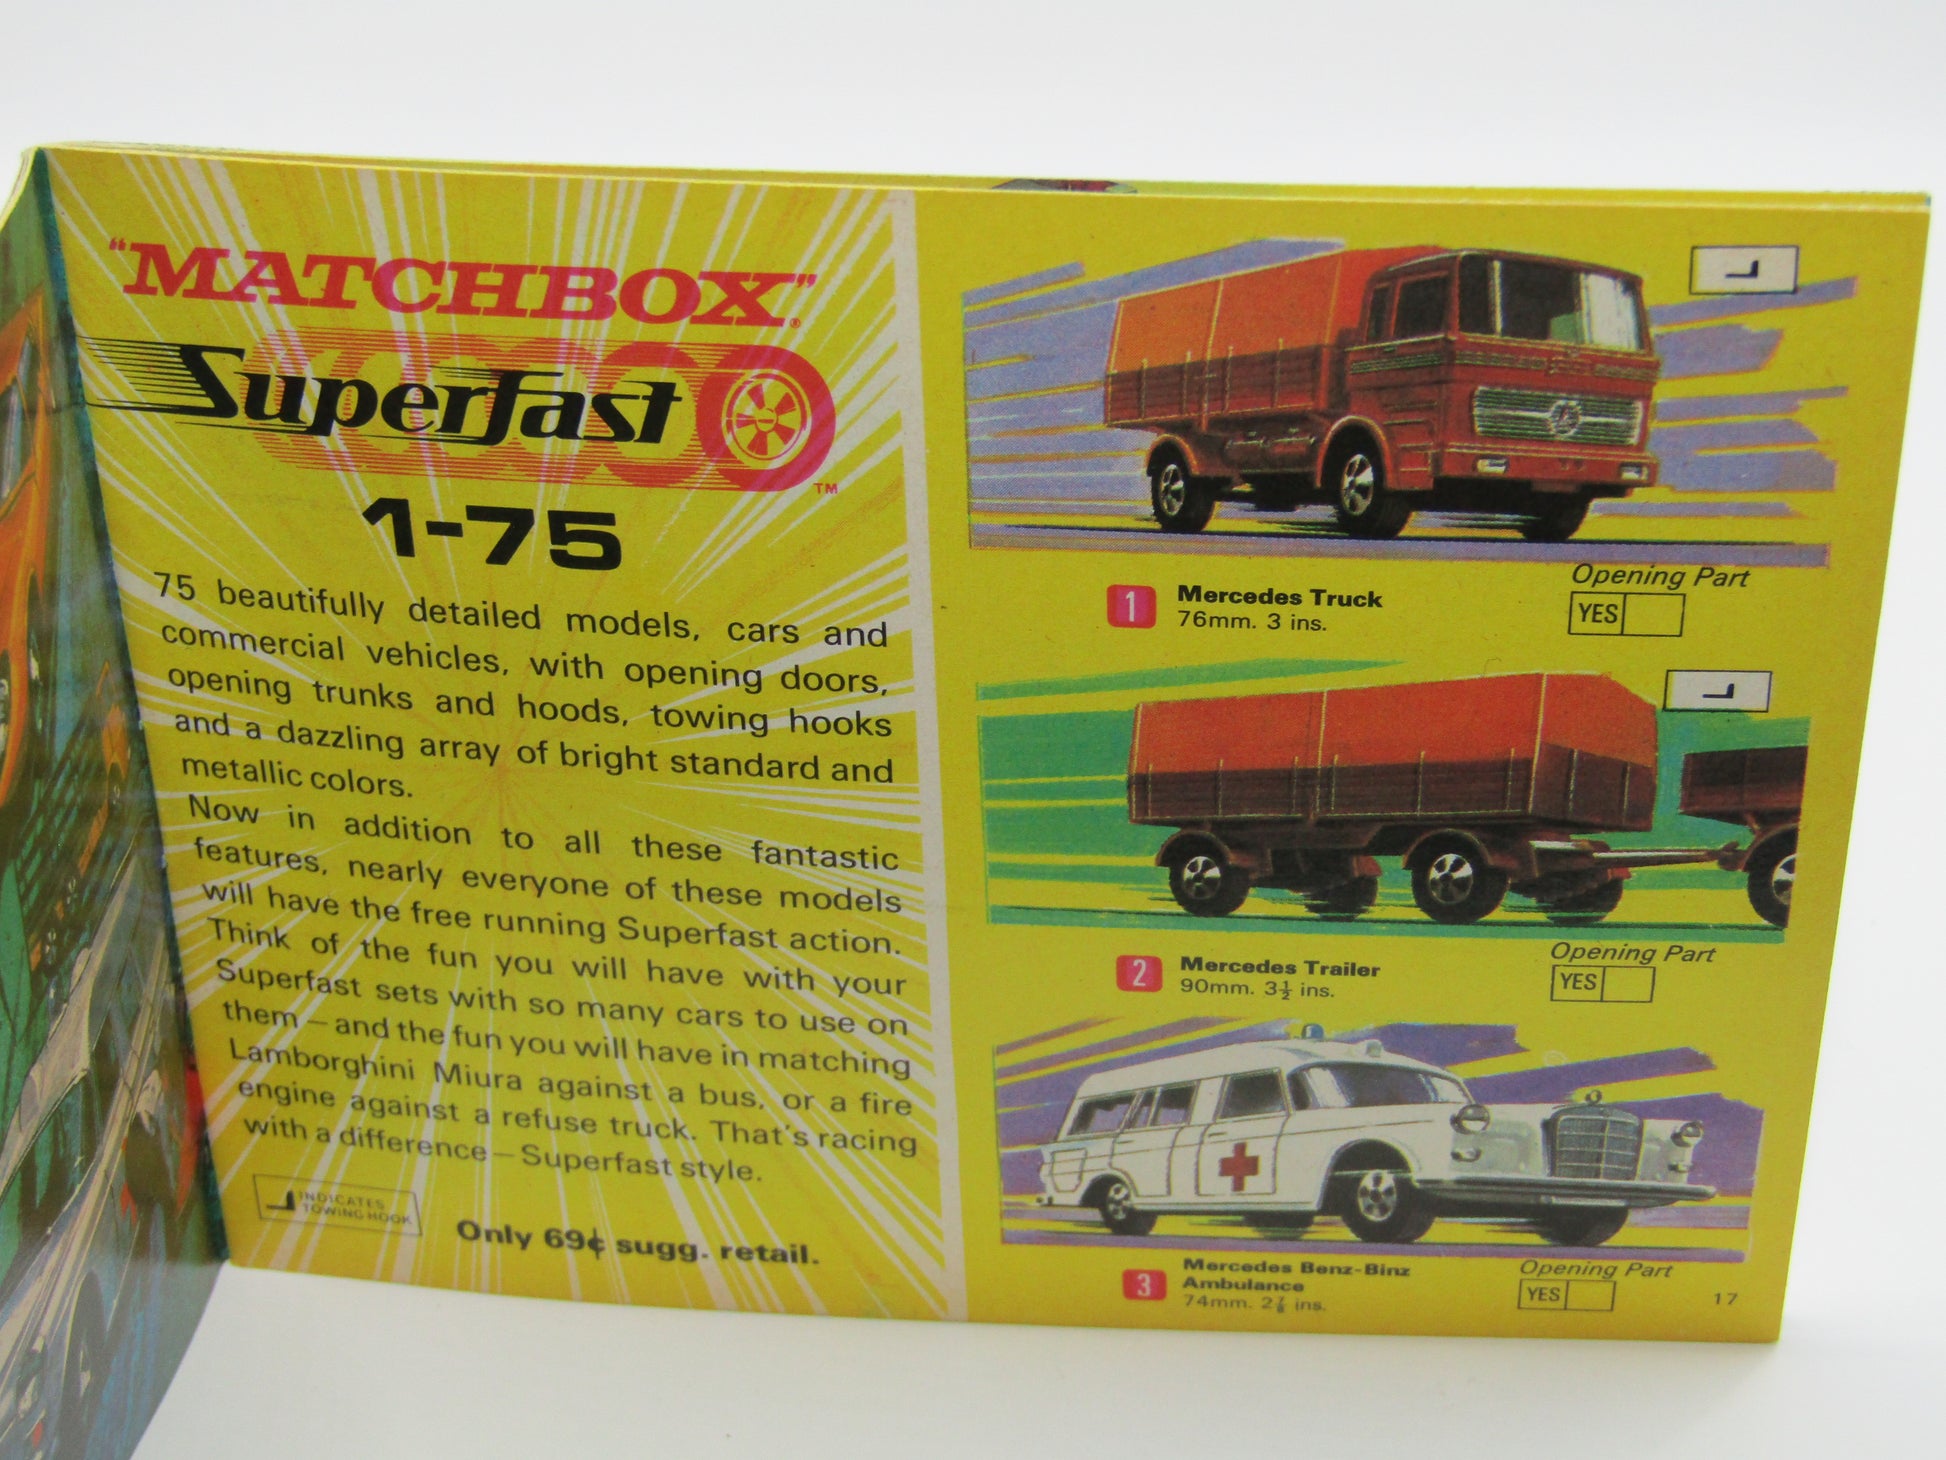 "MATCHBOX"®
Superfast
TM
1-75
75 beautifully detailed models, cars and
commercial vehicles, with opening doors,
opening trunks and hoods, towing hooks
and a dazzling array of bright standard and
metallic colors.
Now in addition to all these fantastic
features, nearly everyone of these models
will have the free running Superfast action.
Think of the fun you will have with your
Superfast sets with so many cars to use on
them—and the fun you will have in matching
Lamborghini Miura against a bus, or a fire
engine against a refuse truck. That's racing
with a difference—Superfast style.
INDICATES
TOWING HOOK
Only 69¢ sugg. retail.
1 Mercedes Truck
76mm. 3 ins.
Opening Part
YES
2 Mercedes Trailer
90mm. 3½ ins.
Opening Part
YES
3 Mercedes Benz-Binz
Ambulance
74mm. 2⅞ ins.
Opening Part
YES
17